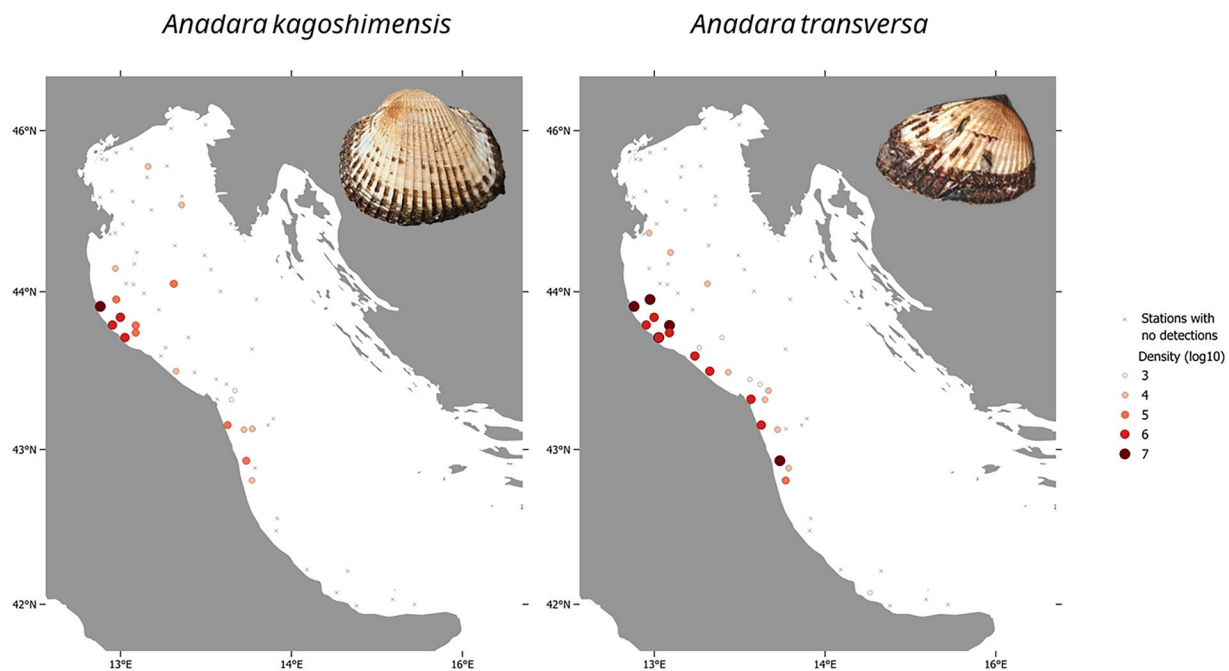 Anadara kagoshimensis
Anadara transversa
46°N
44°N
43°N
42°N
13°E
14°E
16°E
46°N
44°N
43°N
42°N
13°E
14°E
16°E
Stations with
no detections
Density (log10)
3
4
5
6
7